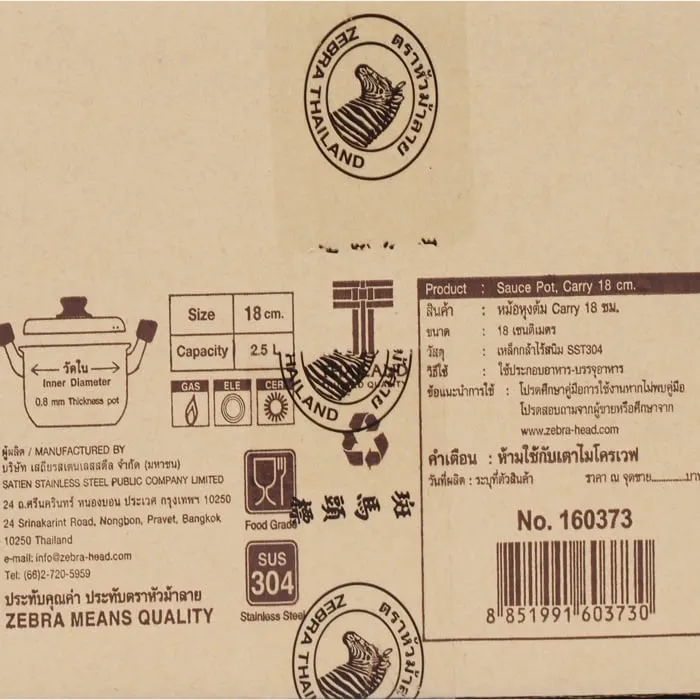 ZEBRA THAILAND
ตราหัวม้าลาย
Size 18 cm.
Capacity 2.5 L
GAS ELE CER
วัดใน
Inner Diameter
0.8 mm Thickness pot
ผู้ผลิต / MANUFACTURED BY
บริษัท เสถียรสเตนเลสสตีล จำกัด (มหาชน)
SATIEN STAINLESS STEEL PUBLIC COMPANY LIMITED
24 ถ.ศรีนครินทร์ หนองบอน ประเวศ กรุงเทพฯ 10250
24 Srinakarint Road, Nongbon, Pravet, Bangkok
10250 Thailand
e-mail: info@zebra-head.com
Tel: (66)2-720-5959
ประทับคุณค่า ประทับตราหัวม้าลาย
ZEBRA MEANS QUALITY
Food Grade
SUS
304
Stainless Steel
THAILAND
QUALITY
斑馬頭標
Product : Sauce Pot, Carry 18 cm.
สินค้า : หม้อหุงต้ม Carry 18 ซม.
ขนาด : 18 เซนติเมตร
วัสดุ : เหล็กกล้าไร้สนิม SST304
วิธีใช้ : ใช้ประกอบอาหาร-บรรจุอาหาร
ข้อแนะนำการใช้ : โปรดศึกษาคู่มือการใช้งานหากไม่พบคู่มือ
โปรดสอบถามจากผู้ขายหรือศึกษาจาก
www.zebra-head.com
คำเตือน : ห้ามใช้กับเตาไมโครเวฟ
วันที่ผลิต : ระบุที่ตัวสินค้า ราคา ณ จุดขาย..............บาท
No. 160373
8 851991 603730
ZEBRA THAILAND
ตราหัวม้าลาย